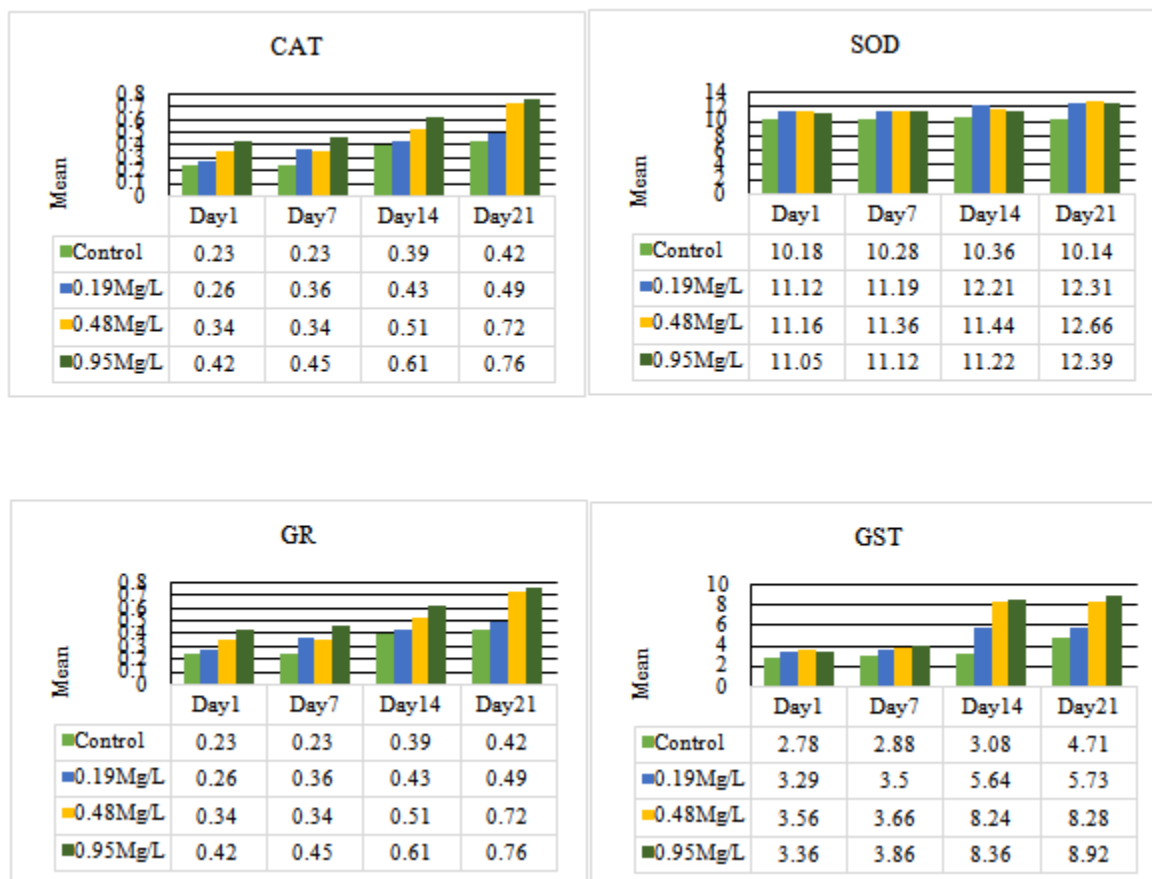 CAT
0.8
0.7
0.6
0.5
0.4
0.3
0.2
0.1
0
Mean
Day1 Day7 Day14 Day21
Control 0.23 0.23 0.39 0.42
0.19Mg/L 0.26 0.36 0.43 0.49
0.48Mg/L 0.34 0.34 0.51 0.72
0.95Mg/L 0.42 0.45 0.61 0.76
SOD
14
12
10
8
6
4
2
0
Mean
Day1 Day7 Day14 Day21
Control 10.18 10.28 10.36 10.14
0.19Mg/L 11.12 11.19 12.21 12.31
0.48Mg/L 11.16 11.36 11.44 12.66
0.95Mg/L 11.05 11.12 11.22 12.39
GR
0.8
0.7
0.6
0.5
0.4
0.3
0.2
0.1
0
Mean
Day1 Day7 Day14 Day21
Control 0.23 0.23 0.39 0.42
0.19Mg/L 0.26 0.36 0.43 0.49
0.48Mg/L 0.34 0.34 0.51 0.72
0.95Mg/L 0.42 0.45 0.61 0.76
GST
10
8
6
4
2
0
Mean
Day1 Day7 Day14 Day21
Control 2.78 2.88 3.08 4.71
0.19Mg/L 3.29 3.5 5.64 5.73
0.48Mg/L 3.56 3.66 8.24 8.28
0.95Mg/L 3.36 3.86 8.36 8.92